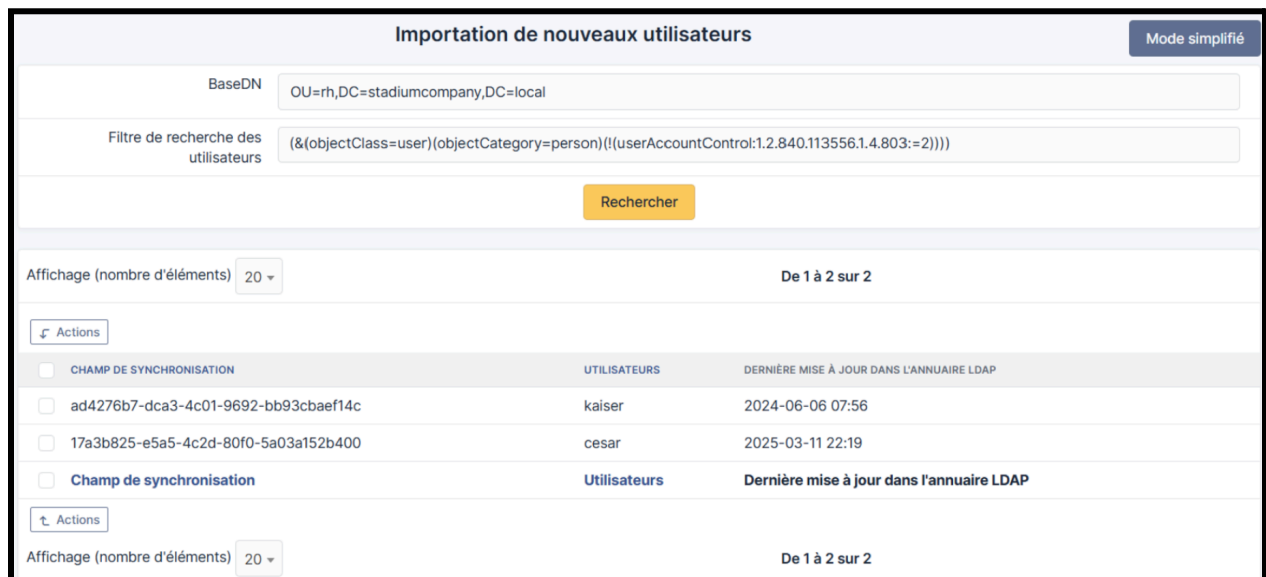 Importation de nouveaux utilisateurs
Mode simplifié
BaseDN
OU=rh,DC=stadiumcompany,DC=local
Filtre de recherche des
utilisateurs
(&(objectClass=user)(objectCategory=person)(!(userAccountControl:1.2.840.113556.1.4.803:=2))))
Rechercher
Affichage (nombre d'éléments) 20
De 1 à 2 sur 2
Actions
CHAMP DE SYNCHRONISATION UTILISATEURS DERNIÈRE MISE À JOUR DANS L'ANNUAIRE LDAP
ad4276b7-dca3-4c01-9692-bb93cbaef14c kaiser 2024-06-06 07:56
17a3b825-e5a5-4c2d-80f0-5a03a152b400 cesar 2025-03-11 22:19
Champ de synchronisation Utilisateurs Dernière mise à jour dans l'annuaire LDAP
Actions
Affichage (nombre d'éléments) 20
De 1 à 2 sur 2